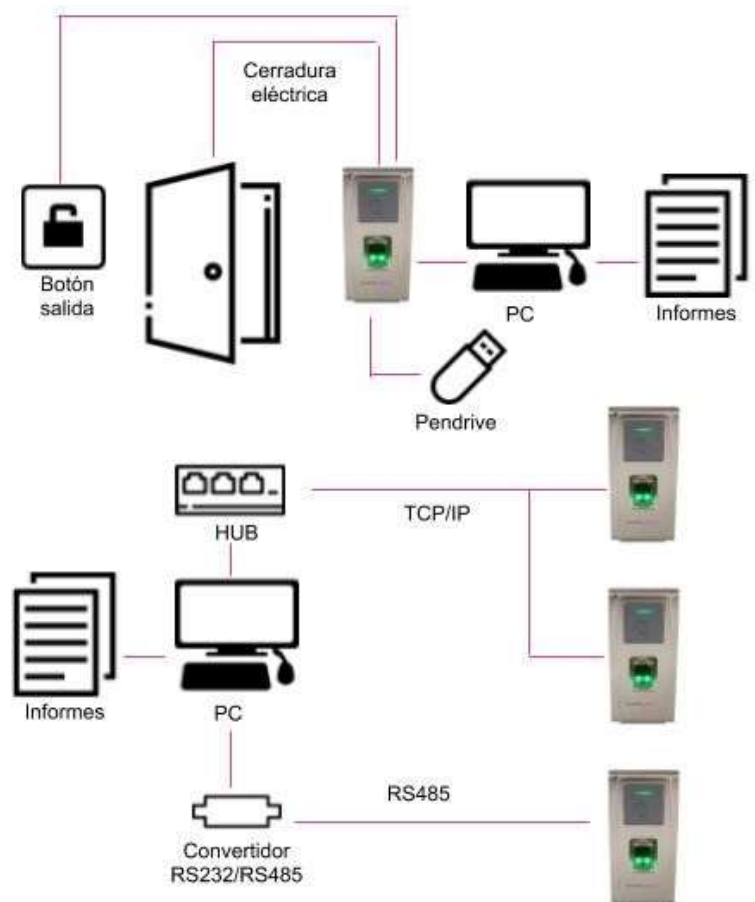 Cerradura
eléctrica
Botón
salida
PC
Informes
Pendrive
HUB
TCP/IP
Informes
PC
RS485
Convertidor
RS232/RS485